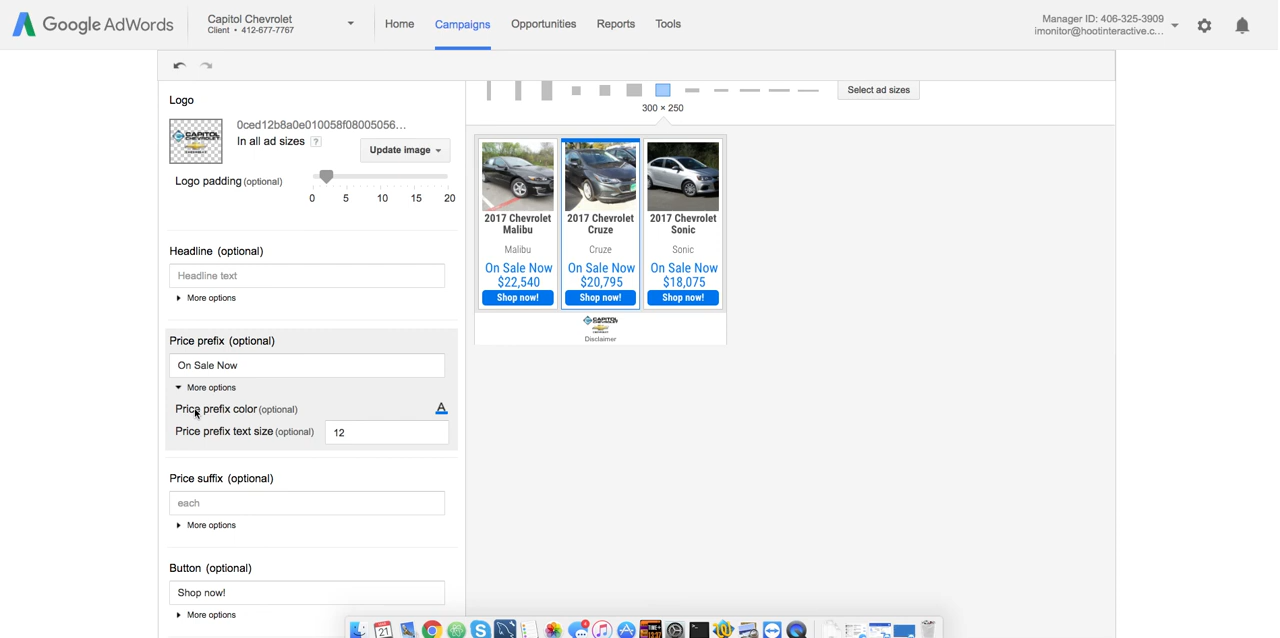 Google AdWords
Capitol Chevrolet
Client • 412-677-7767
Home
Campaigns
Opportunities
Reports
Tools
Manager ID: 406-325-3909
imonitor@hootinteractive.c...
Logo
0ced12b8a0e010058f08005056...
In all ad sizes ?
Update image
Logo padding (optional)
0 5 10 15 20
Headline (optional)
Headline text
More options
Price prefix (optional)
On Sale Now
More options
Price prefix color (optional)
A
Price prefix text size (optional)
12
Price suffix (optional)
each
More options
Button (optional)
Shop now!
More options
Select ad sizes
300 × 250
2017 Chevrolet
Malibu
Malibu
On Sale Now
$22,540
Shop now!
2017 Chevrolet
Cruze
Cruze
On Sale Now
$20,795
Shop now!
2017 Chevrolet
Sonic
Sonic
On Sale Now
$18,075
Shop now!
CAPITOL
Disclaimer